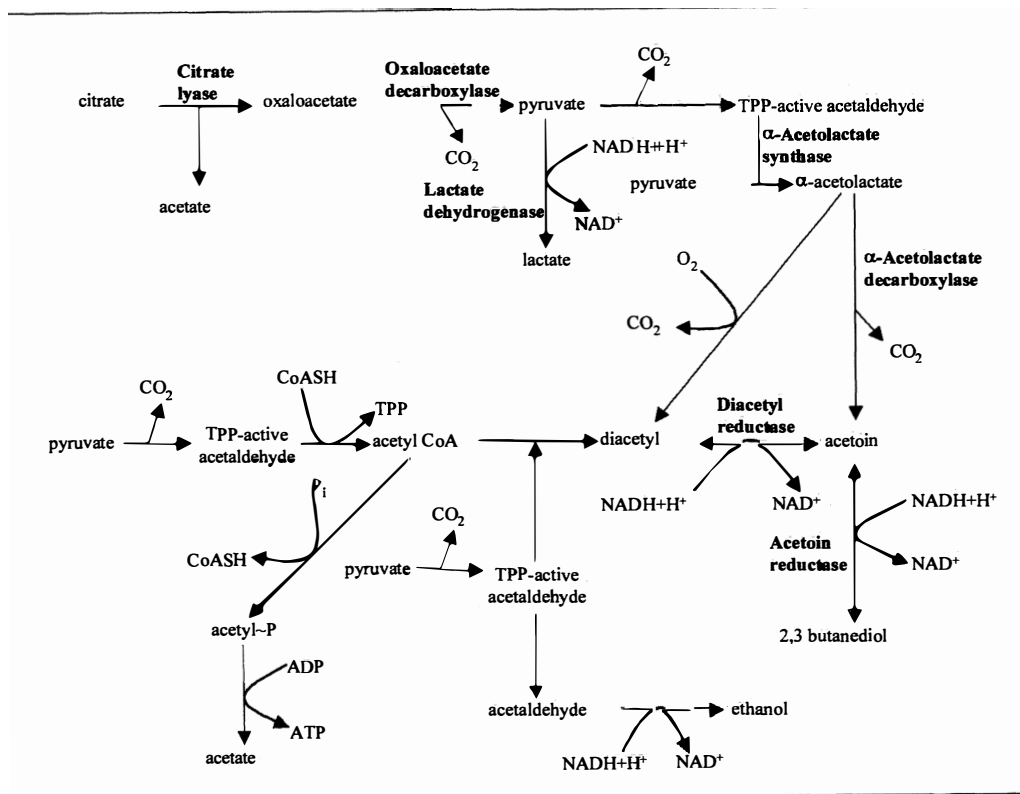 CO2
Citrate
lyase
Oxaloacetate
decarboxylase
citrate
oxaloacetate
pyruvate
TPP-active acetaldehyde
α-Acetolactate
synthase
CO2
NAD H+H+
pyruvate
α-acetolactate
acetate
Lactate
dehydrogenase
NAD+
lactate
O2
α-Acetolactate
decarboxylase
CO2
CO2
CoASH
CO2
TPP
Diacetyl
reductase
pyruvate
TPP-active
acetaldehyde
acetyl CoA
diacetyl
acetoin
Pi
NADH+H+
NAD+
NADH+H+
CO2
CoASH
pyruvate
TPP-active
acetaldehyde
Acetoin
reductase
NAD+
acetyl~P
2,3 butanediol
ADP
ATP
acetaldehyde
ethanol
acetate
NADH+H+
NAD+